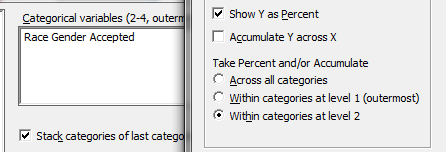 Categorical variables (2-4, outerm
Race Gender Accepted
Stack categories of last catego
Show Y as Percent
Accumulate Y across X
Take Percent and/or Accumulate
Across all categories
Within categories at level 1 (outermost)
Within categories at level 2